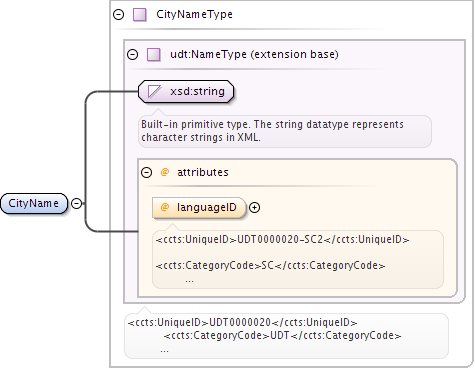 CityNameType
udt:NameType (extension base)
xsd:string
Built-in primitive type. The string datatype represents
character strings in XML.
@ attributes
CityName
@ languageID
<ccts:UniqueID>UDT0000020-SC2</ccts:UniqueID>
<ccts:CategoryCode>SC</ccts:CategoryCode>
...
<ccts:UniqueID>UDT0000020</ccts:UniqueID>
<ccts:CategoryCode>UDT</ccts:CategoryCode>
...